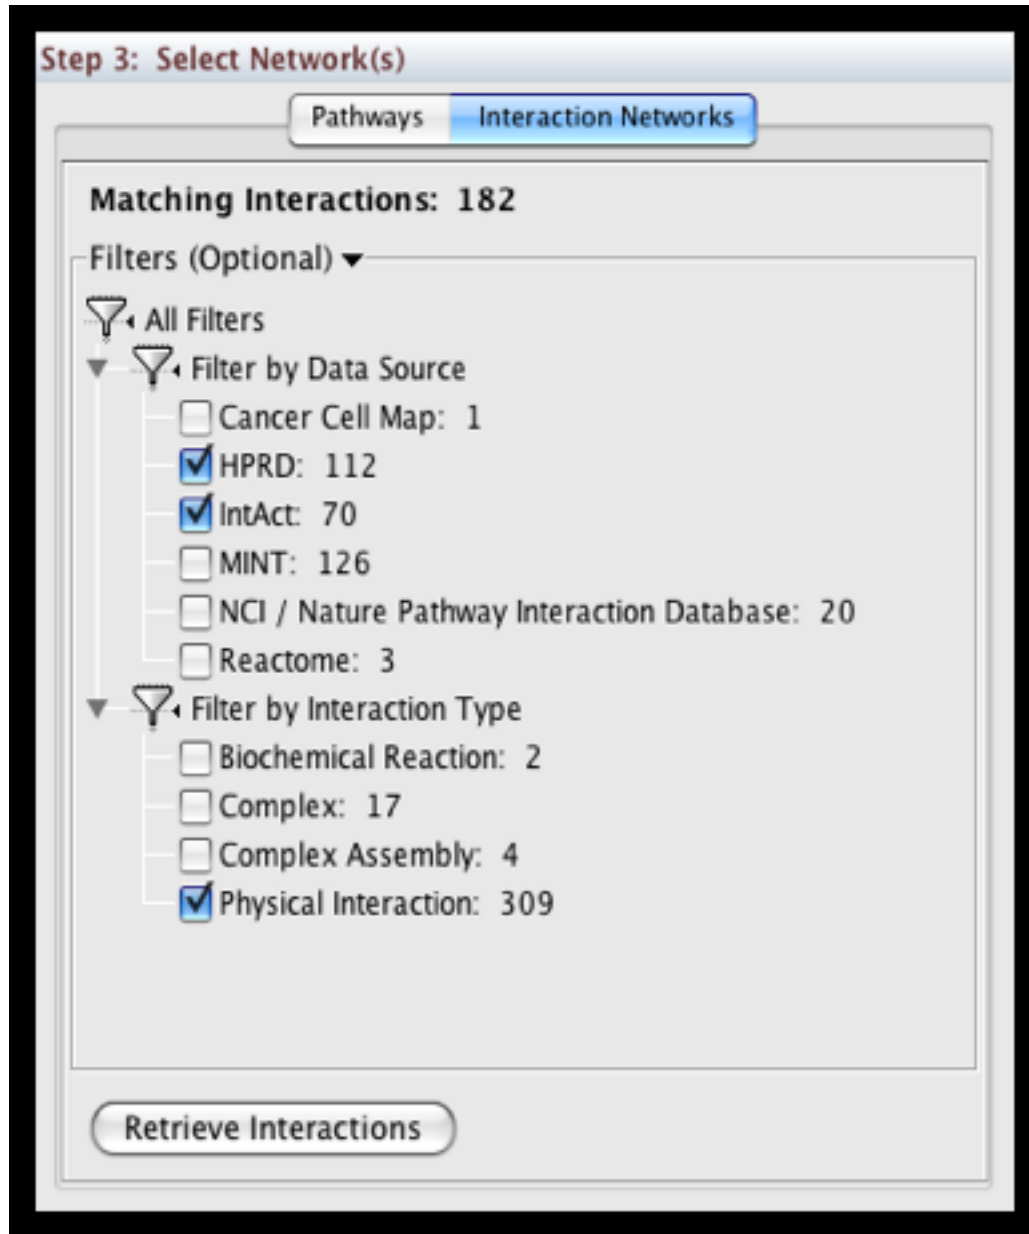 Step 3: Select Network(s)
Pathways Interaction Networks
Matching Interactions: 182
Filters (Optional)
All Filters
Filter by Data Source
Cancer Cell Map: 1
HPRD: 112
IntAct: 70
MINT: 126
NCI / Nature Pathway Interaction Database: 20
Reactome: 3
Filter by Interaction Type
Biochemical Reaction: 2
Complex: 17
Complex Assembly: 4
Physical Interaction: 309
Retrieve Interactions